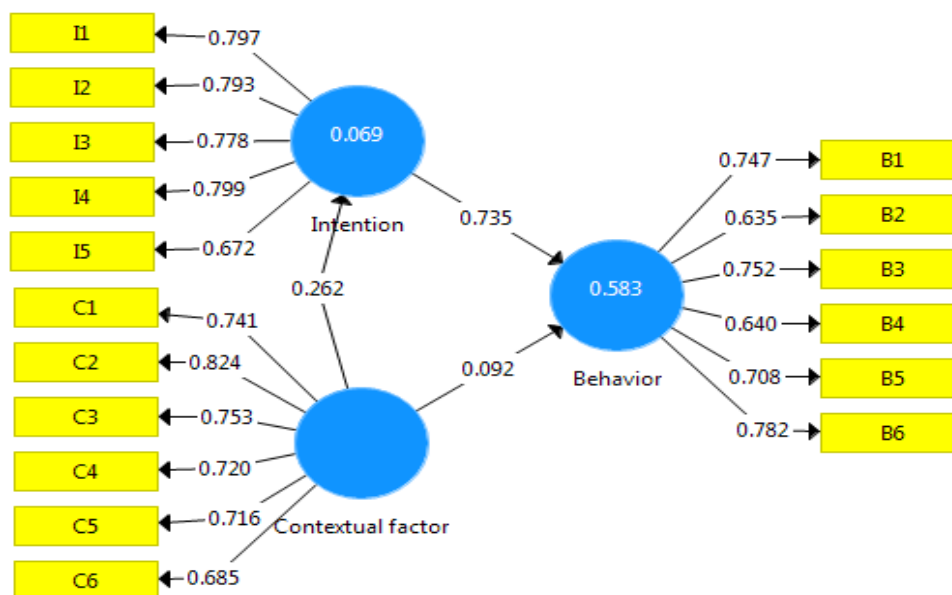 I1
0.797
I2
0.793
I3
0.778
I4
0.799
I5
0.672
0.069
Intention
C1
0.741
C2
0.824
C3
0.753
C4
0.720
C5
0.716
C6
0.685
Contextual factor
0.262
0.735
0.092
0.583
Behavior
0.747
B1
0.635
B2
0.752
B3
0.640
B4
0.708
B5
0.782
B6